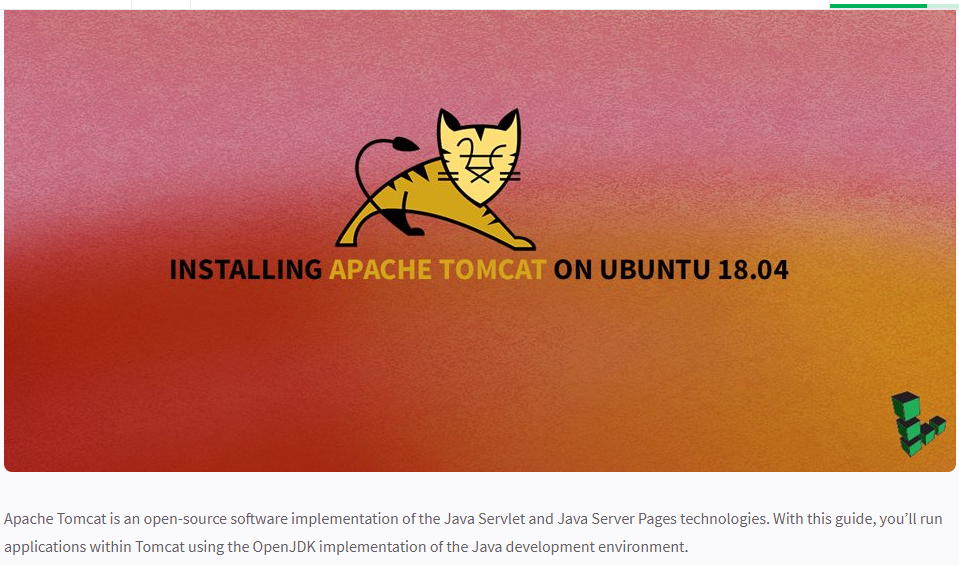 INSTALLING APACHE TOMCAT ON UBUNTU 18.04
Apache Tomcat is an open-source software implementation of the Java Servlet and Java Server Pages technologies. With this guide, you’ll run
applications within Tomcat using the OpenJDK implementation of the Java development environment.